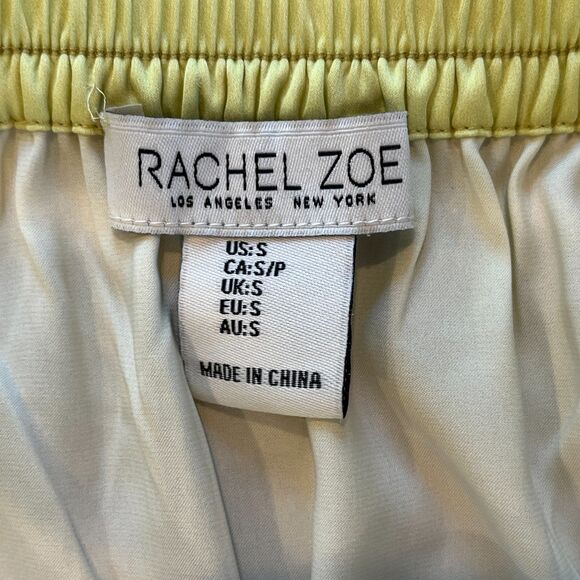 RACHEL ZOE
LOS ANGELES NEW YORK
US:S
CA:S/P
UK:S
EU:S
AU:S
MADE IN CHINA